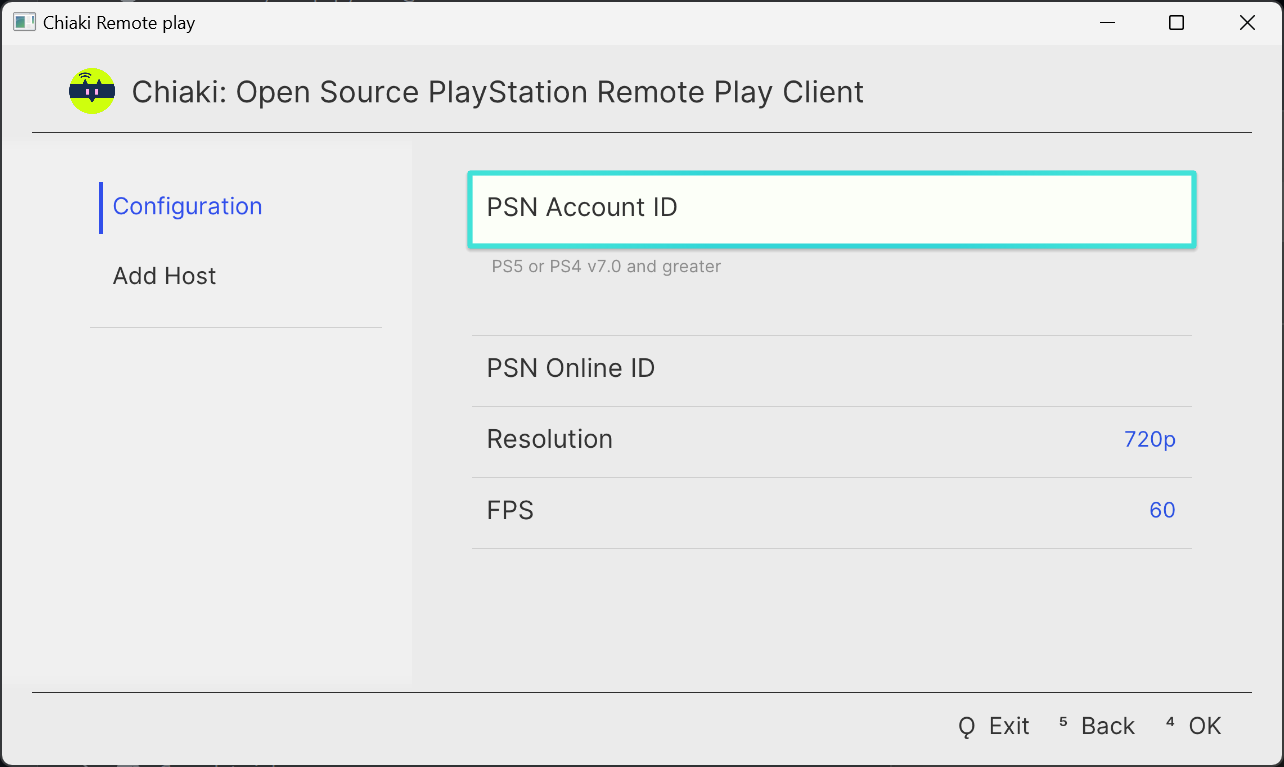 Chiaki Remote play
Chiaki: Open Source PlayStation Remote Play Client
Configuration
Add Host
PSN Account ID
PS5 or PS4 v7.0 and greater
PSN Online ID
Resolution 720p
FPS 60
Q Exit 5 Back 4 OK